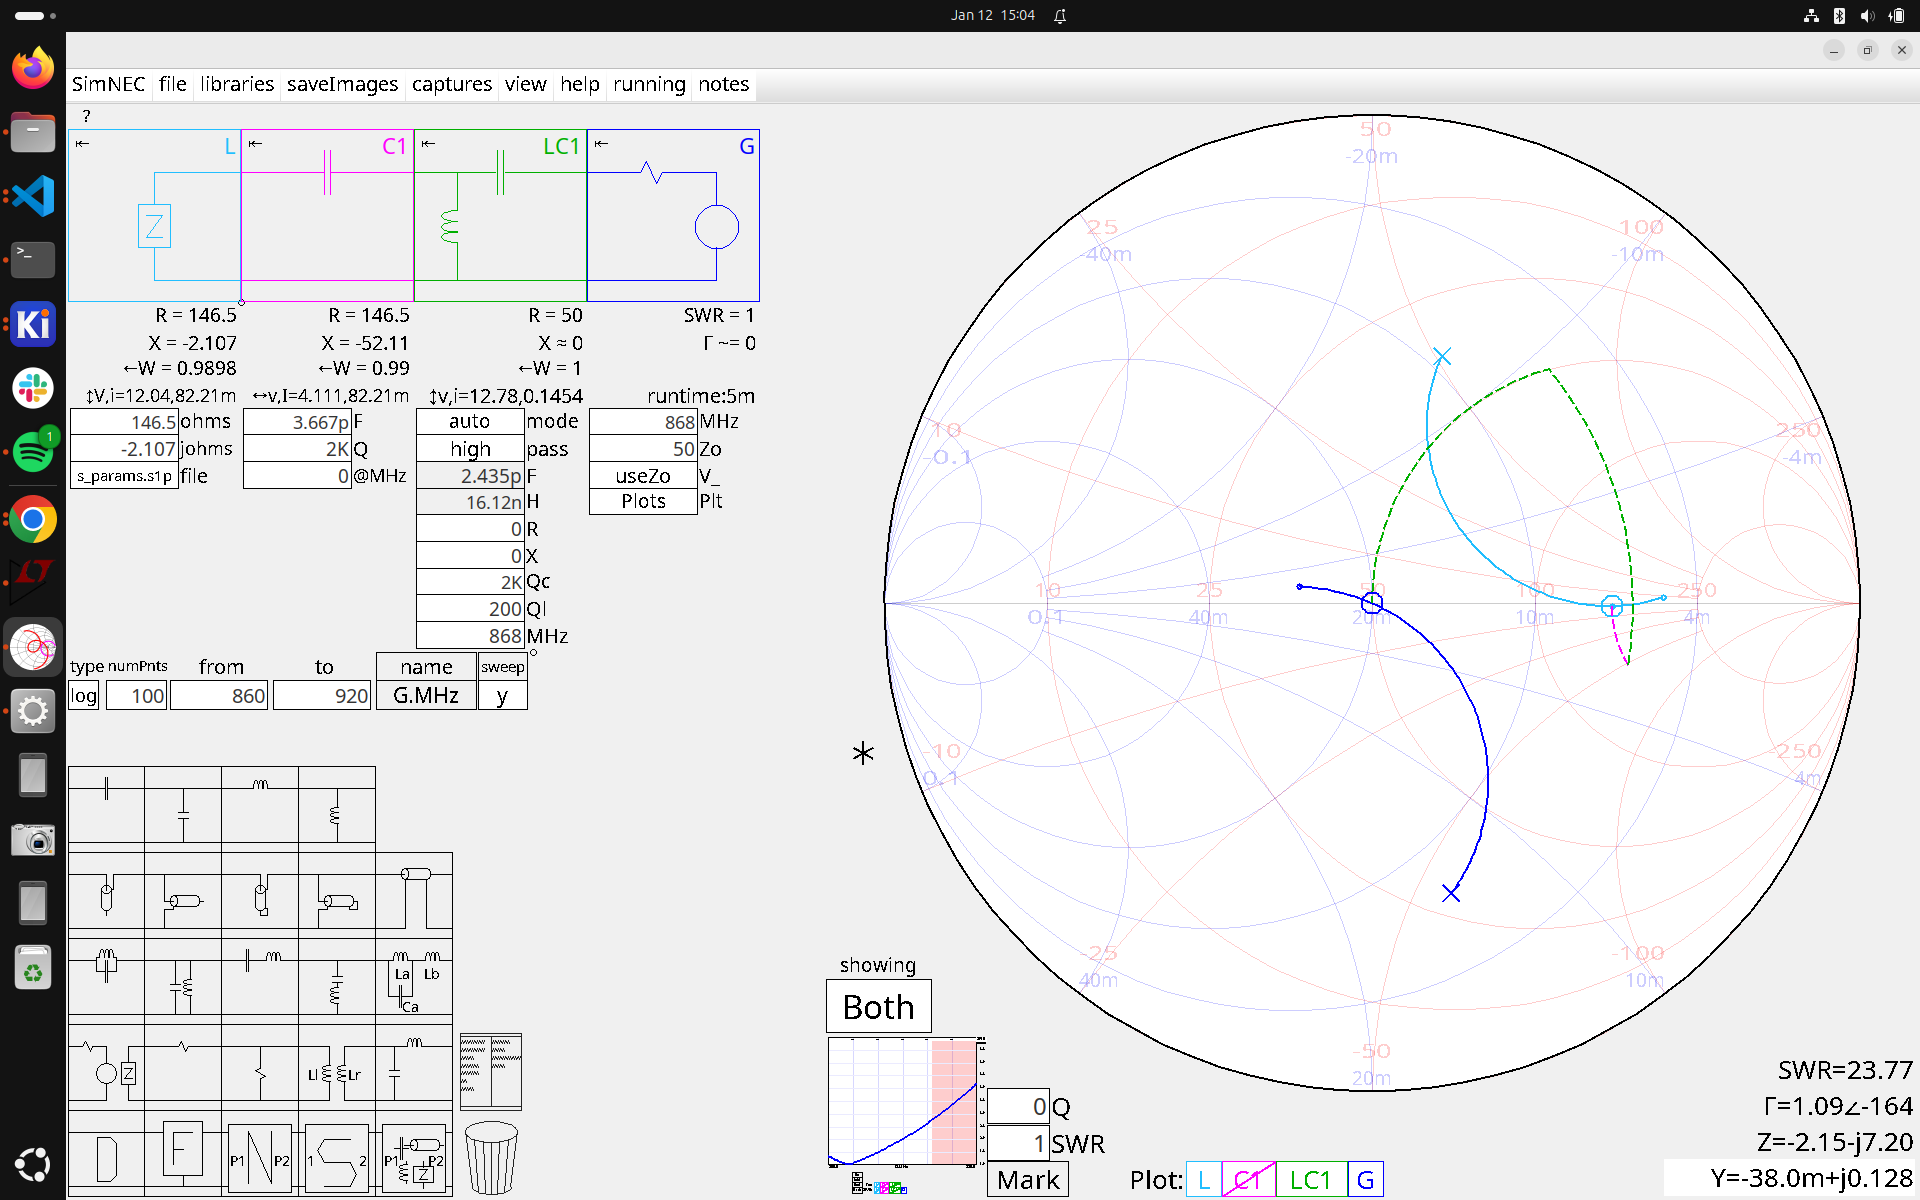 Jan 12 15:04
SimNEC file libraries saveImages captures view help running notes
?
L C1 LC1 G
Z
R = 146.5 R = 146.5 R = 50 SWR = 1
X = -2.107 X = -52.11 X ≈ 0 Γ ~= 0
←W = 0.9898 ←W = 0.99 ←W = 1
↕V,i=12.04,82.21m ↔v,I=4.111,82.21m ↕v,i=12.78,0.1454 runtime:5m
146.5 ohms 3.667p F auto mode 868 MHz
-2.107 johms 2K Q high pass 50 Zo
s_params.s1p file 0 @MHz 2.435p F useZo V_
16.12n H Plots Plt
0 R
0 X
2K Qc
200 Ql
868 MHz
type numPnts from to name sweep
log 100 860 920 G.MHz y
La Lb
Ca
Z Ll Lr
D F P1 N P2 1 S 2 P1 Z P2
50
-20m
25 100
-40m -10m
10 250
-0.1 -4m
10 25 50 100 250
0.1 40m 20m 10m 4m
-10 -250
0.1 4m
-25 -100
40m 10m
-50
20m
showing
Both
0 Q
1 SWR
Mark
Plot: L C1 LC1 G
SWR=23.77
Γ=1.09∠-164
Z=-2.15-j7.20
Y=-38.0m+j0.128
Ki
>_
LT
1